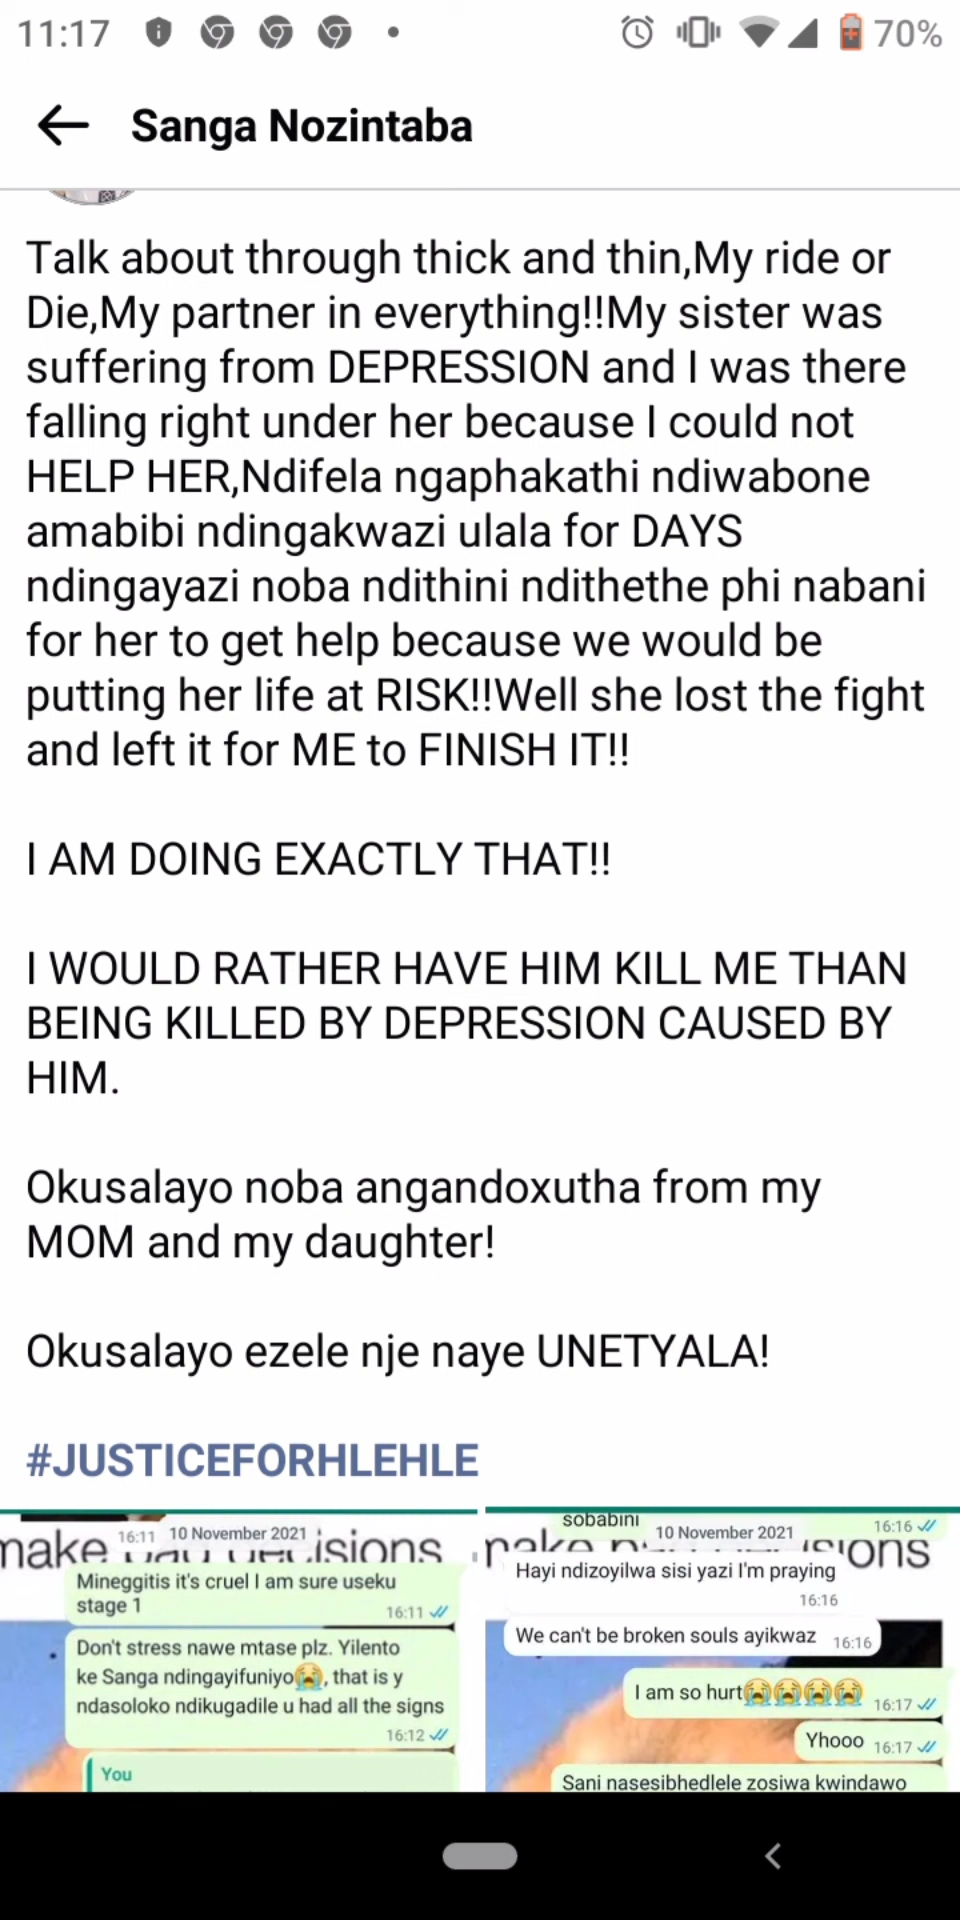 11:17
70%
Sanga Nozintaba
Talk about through thick and thin,My ride or
Die,My partner in everything!!My sister was
suffering from DEPRESSION and I was there
falling right under her because I could not
HELP HER,Ndifela ngaphakathi ndiwabone
amabibi ndingakwazi ulala for DAYS
ndingayazi noba ndithini ndithethe phi nabani
for her to get help because we would be
putting her life at RISK!!Well she lost the fight
and left it for ME to FINISH IT!!
I AM DOING EXACTLY THAT!!
I WOULD RATHER HAVE HIM KILL ME THAN
BEING KILLED BY DEPRESSION CAUSED BY
HIM.
Okusalayo noba angandoxutha from my
MOM and my daughter!
Okusalayo ezele nje naye UNETYALA!
#JUSTICEFORHLEHLE
16:11 10 November 2021
make
Mineggitis it's cruel I am sure useku
stage 1
16:11
Don't stress nawe mtase plz. Yilento
ke Sanga ndingayifuniyo😭, that is y
ndasoloko ndikugadile u had all the signs
16:12
You
sobabini
16:16
10 November 2021
Hayi ndizoyilwa sisi yazi I'm praying
16:16
We can't be broken souls ayikwaz 16:16
I am so hurt😭😭😭😭 16:17
Yhooo 16:17
Sani nasesibhedlele zosiwa kwindawo